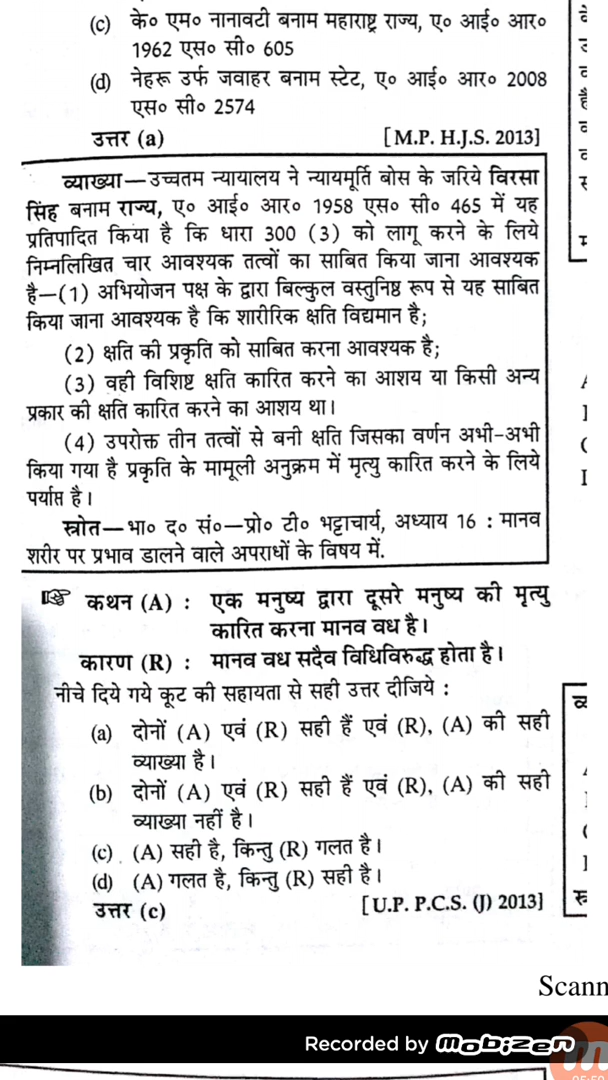 (c) के० एम० नानावटी बनाम महाराष्ट्र राज्य, ए० आई० आर०
1962 एस० सी० 605
(d) नेहरू उर्फ जवाहर बनाम स्टेट, ए० आई० आर० 2008
एस० सी० 2574
उत्तर (a) [M.P. H.J.S. 2013]
व्याख्या—उच्चतम न्यायालय ने न्यायमूर्ति बोस के जरिये विरसा
सिंह बनाम राज्य, ए० आई० आर० 1958 एस० सी० 465 में यह
प्रतिपादित किया है कि धारा 300 (3) को लागू करने के लिये
निम्नलिखित चार आवश्यक तत्वों का साबित किया जाना आवश्यक
है—(1) अभियोजन पक्ष के द्वारा बिल्कुल वस्तुनिष्ठ रूप से यह साबित
किया जाना आवश्यक है कि शारीरिक क्षति विद्यमान है;
(2) क्षति की प्रकृति को साबित करना आवश्यक है;
(3) वही विशिष्ट क्षति कारित करने का आशय या किसी अन्य
प्रकार की क्षति कारित करने का आशय था।
(4) उपरोक्त तीन तत्वों से बनी क्षति जिसका वर्णन अभी-अभी
किया गया है प्रकृति के मामूली अनुक्रम में मृत्यु कारित करने के लिये
पर्याप्त है।
स्रोत—भा० द० सं०—प्रो० टी० भट्टाचार्य, अध्याय 16 : मानव
शरीर पर प्रभाव डालने वाले अपराधों के विषय में.
कथन (A) : एक मनुष्य द्वारा दूसरे मनुष्य की मृत्यु
कारित करना मानव वध है।
कारण (R) : मानव वध सदैव विधिविरुद्ध होता है।
नीचे दिये गये कूट की सहायता से सही उत्तर दीजिये :
(a) दोनों (A) एवं (R) सही हैं एवं (R), (A) की सही
व्याख्या है।
(b) दोनों (A) एवं (R) सही हैं एवं (R), (A) की सही
व्याख्या नहीं है।
(c) (A) सही है, किन्तु (R) गलत है।
(d) (A) गलत है, किन्तु (R) सही है।
उत्तर (c) [U.P. P.C.S. (J) 2013]
Scann
Recorded by Mobizen